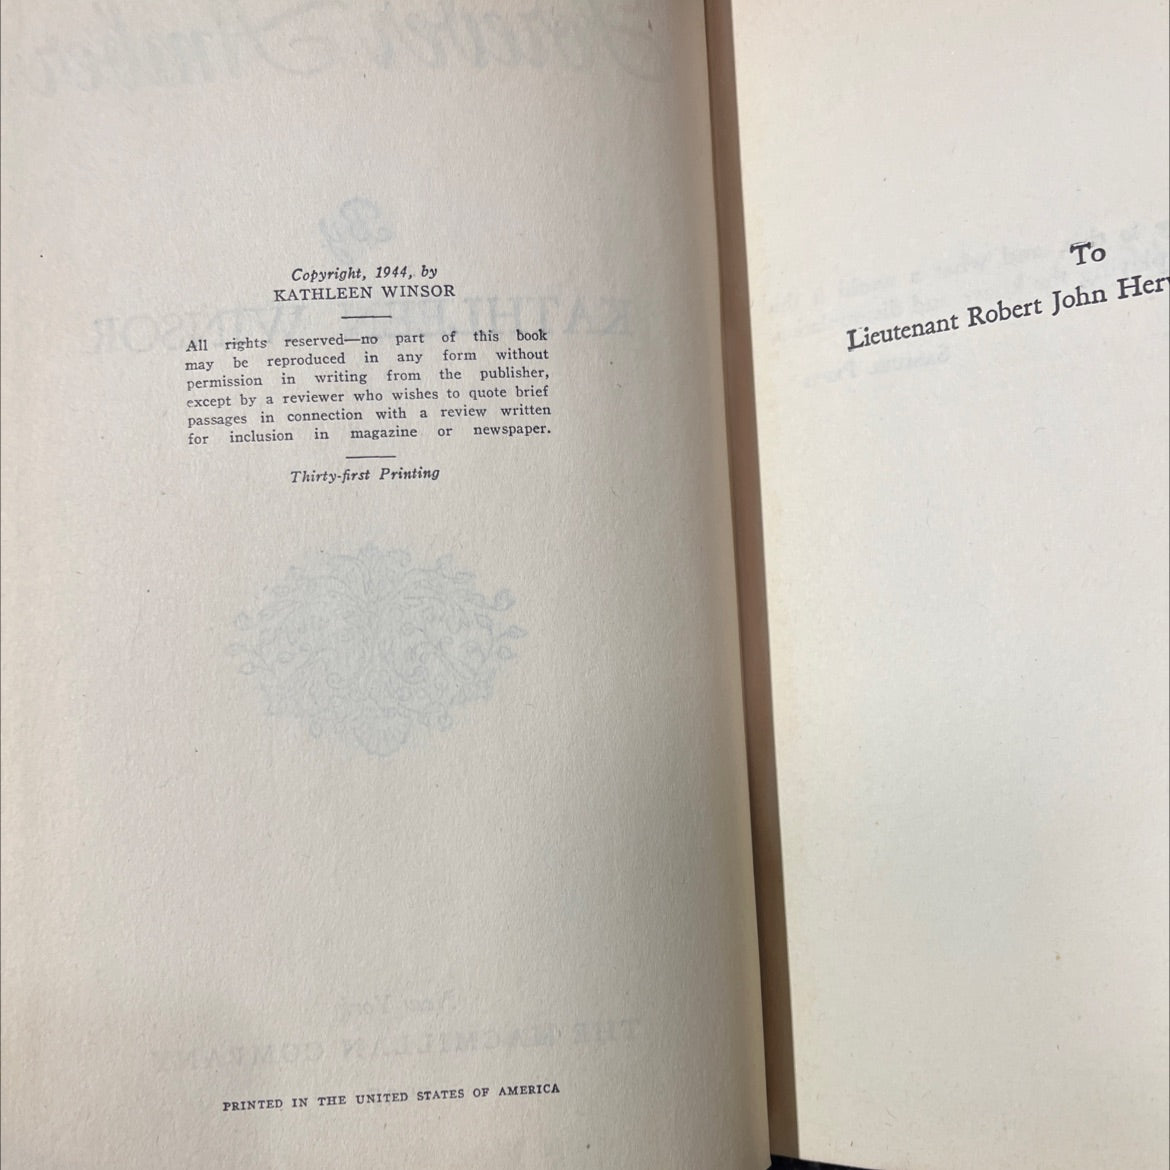 Copyright, 1944, by
KATHLEEN WINSOR
All rights reserved—no part of this book
may be reproduced in any form without
permission in writing from the publisher,
except by a reviewer who wishes to quote brief
passages in connection with a review written
for inclusion in magazine or newspaper.
Thirty-first Printing
PRINTED IN THE UNITED STATES OF AMERICA
To
Lieutenant Robert John